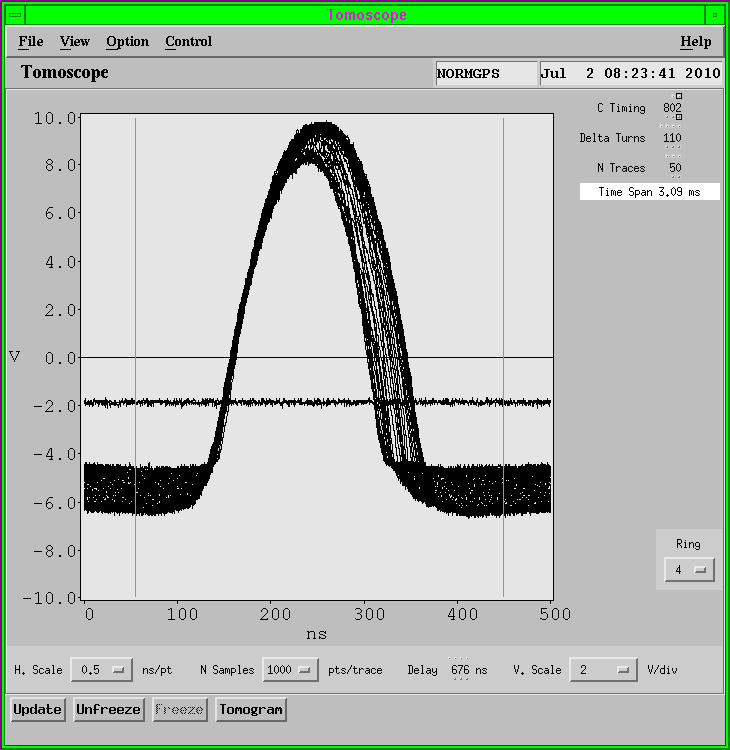 Tomoscope
File View Option Control Help
Tomoscope NORMGPS Jul 2 08:23:41 2010
C Timing 802
Delta Turns 110
N Traces 50
Time Span 3.09 ms
10.0
8.0
6.0
4.0
2.0
V 0.0
-2.0
-4.0
-6.0
-8.0
-10.0
0 100 200 300 400 500
ns
Ring
4
H. Scale 0.5 ns/pt N Samples 1000 pts/trace Delay 676 ns V. Scale 2 V/div
Update Unfreeze Freeze Tomogram